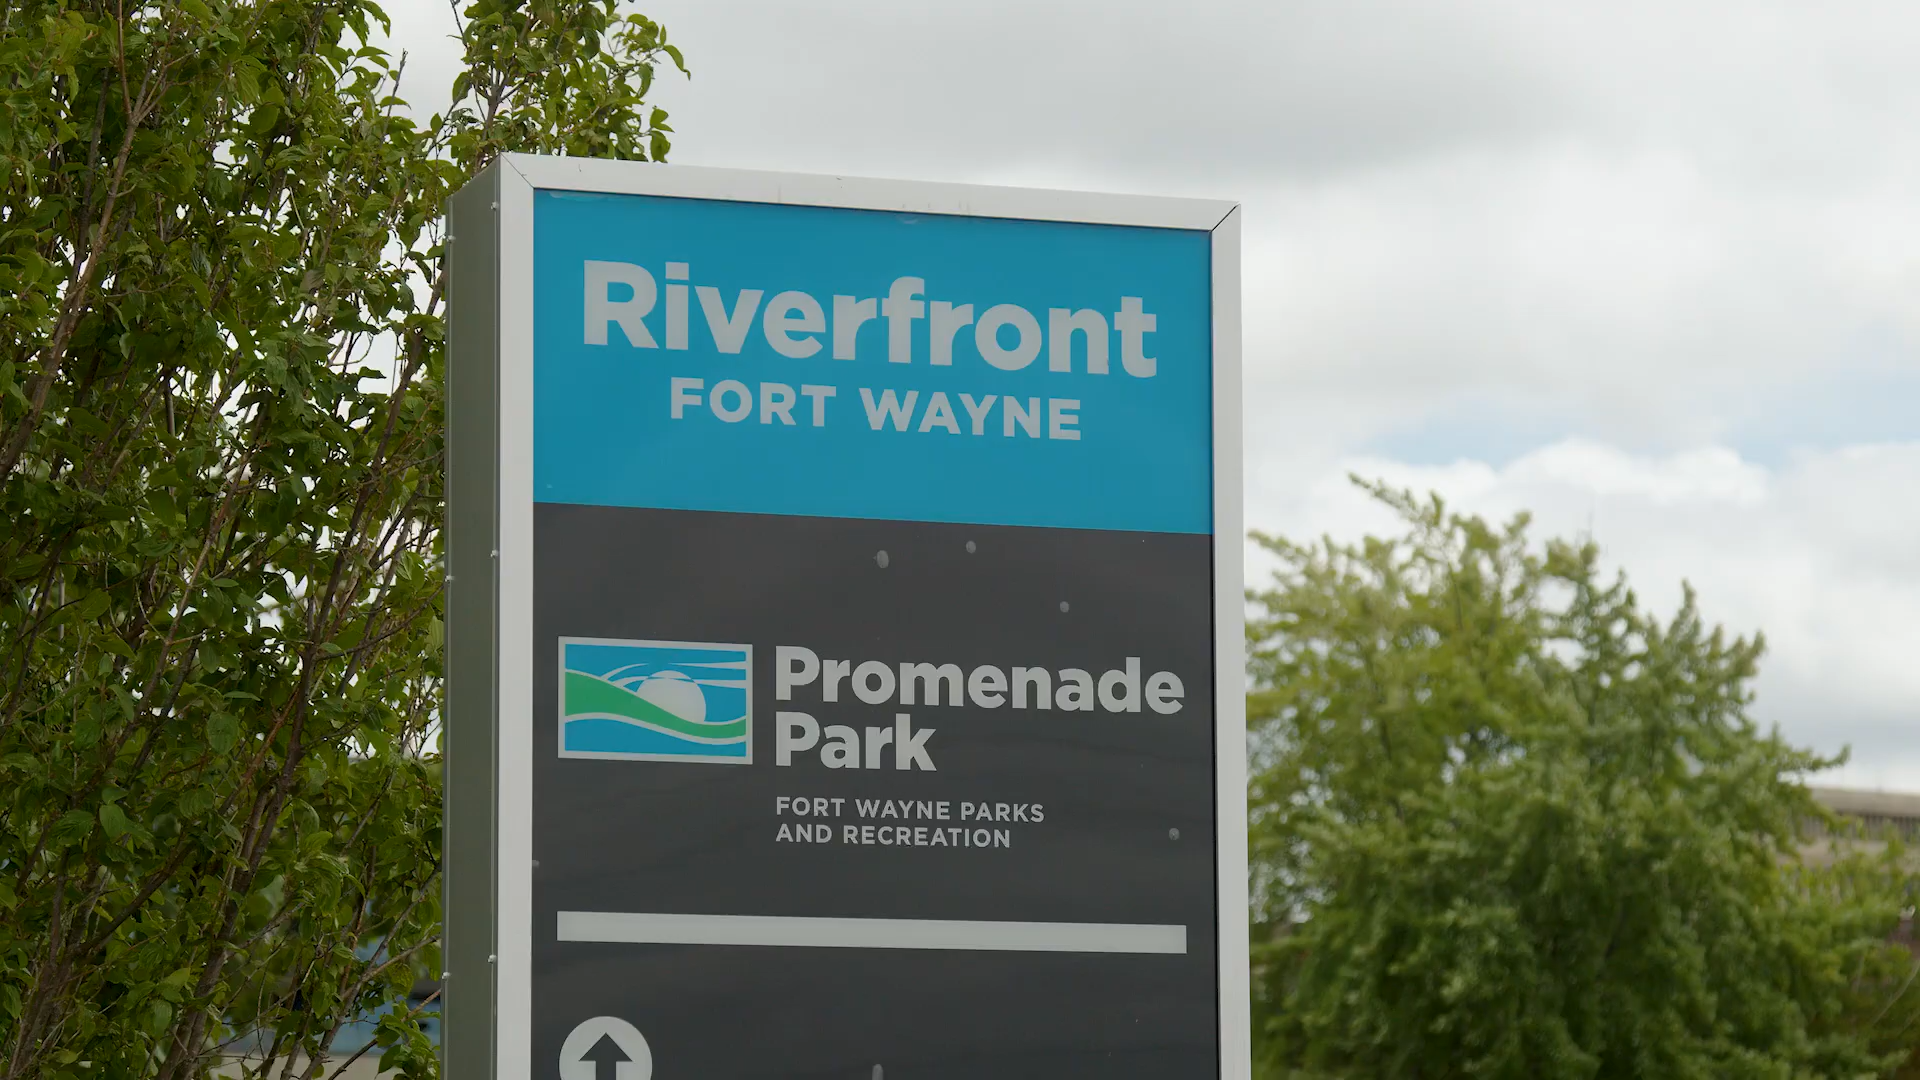 Riverfront
FORT WAYNE
Promenade
Park
FORT WAYNE PARKS
AND RECREATION